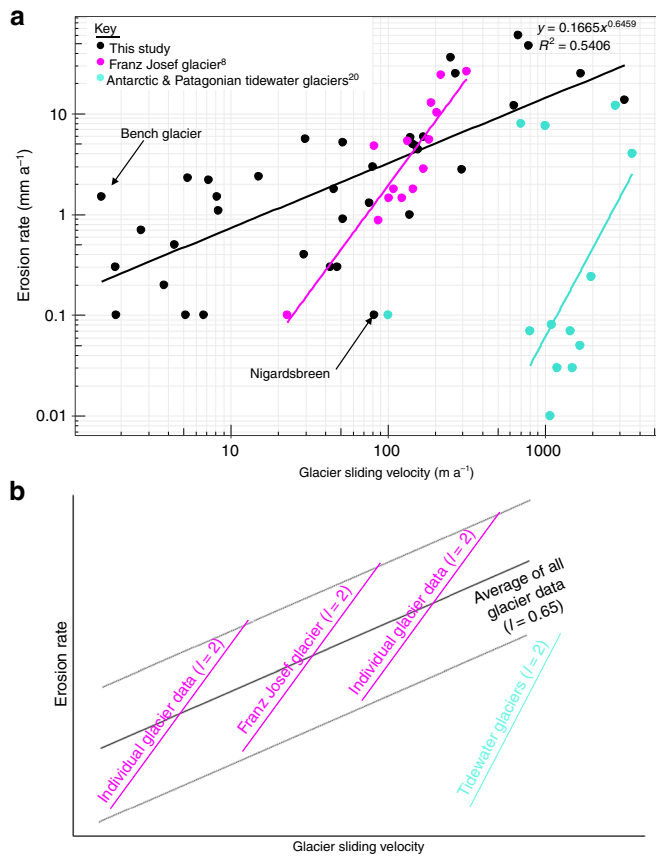 a
Key
This study
Franz Josef glacier⁸
Antarctic & Patagonian tidewater glaciers²⁰
y = 0.1665x^0.6459
R² = 0.5406
Bench glacier
Nigardsbreen
10
1
0.1
0.01
Erosion rate (mm a⁻¹)
10
100
1000
Glacier sliding velocity (m a⁻¹)
b
Individual glacier data (l = 2)
Franz Josef glacier (l = 2)
Individual glacier data (l = 2)
Average of all
glacier data
(l = 0.65)
Tidewater glaciers (l = 2)
Erosion rate
Glacier sliding velocity